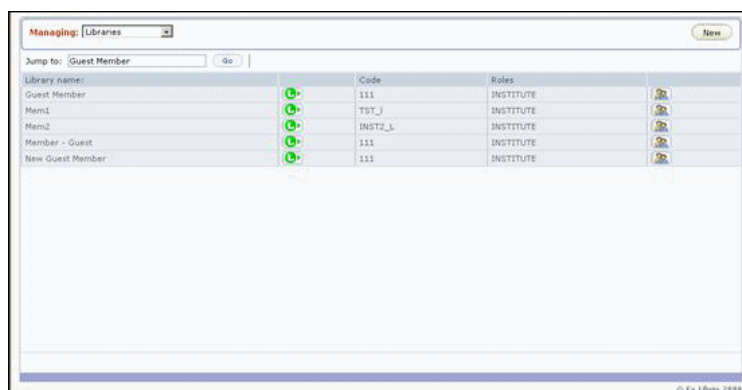 Managing: Libraries New
Jump to: Guest Member Go
Library name: Code Roles
Guest Member 111 INSTITUTE
Mem1 INSTITUTE
Mem2 INST2_L INSTITUTE
Member - Guest 111 INSTITUTE
New Guest Member 111 INSTITUTE
© Ex Libris